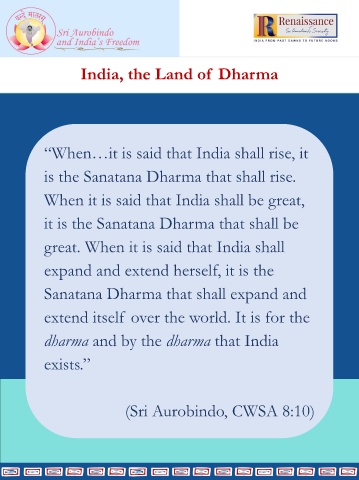 वन्दे मातरम्
Sri Aurobindo
and India's Freedom
Renaissance
Sri Aurobindo Society
INDIA FROM PAST DAWNS TO FUTURE NOONS
India, the Land of Dharma
“When…it is said that India shall rise, it
is the Sanatana Dharma that shall rise.
When it is said that India shall be great,
it is the Sanatana Dharma that shall be
great. When it is said that India shall
expand and extend herself, it is the
Sanatana Dharma that shall expand and
extend itself over the world. It is for the
dharma and by the dharma that India
exists.”
(Sri Aurobindo, CWSA 8:10)